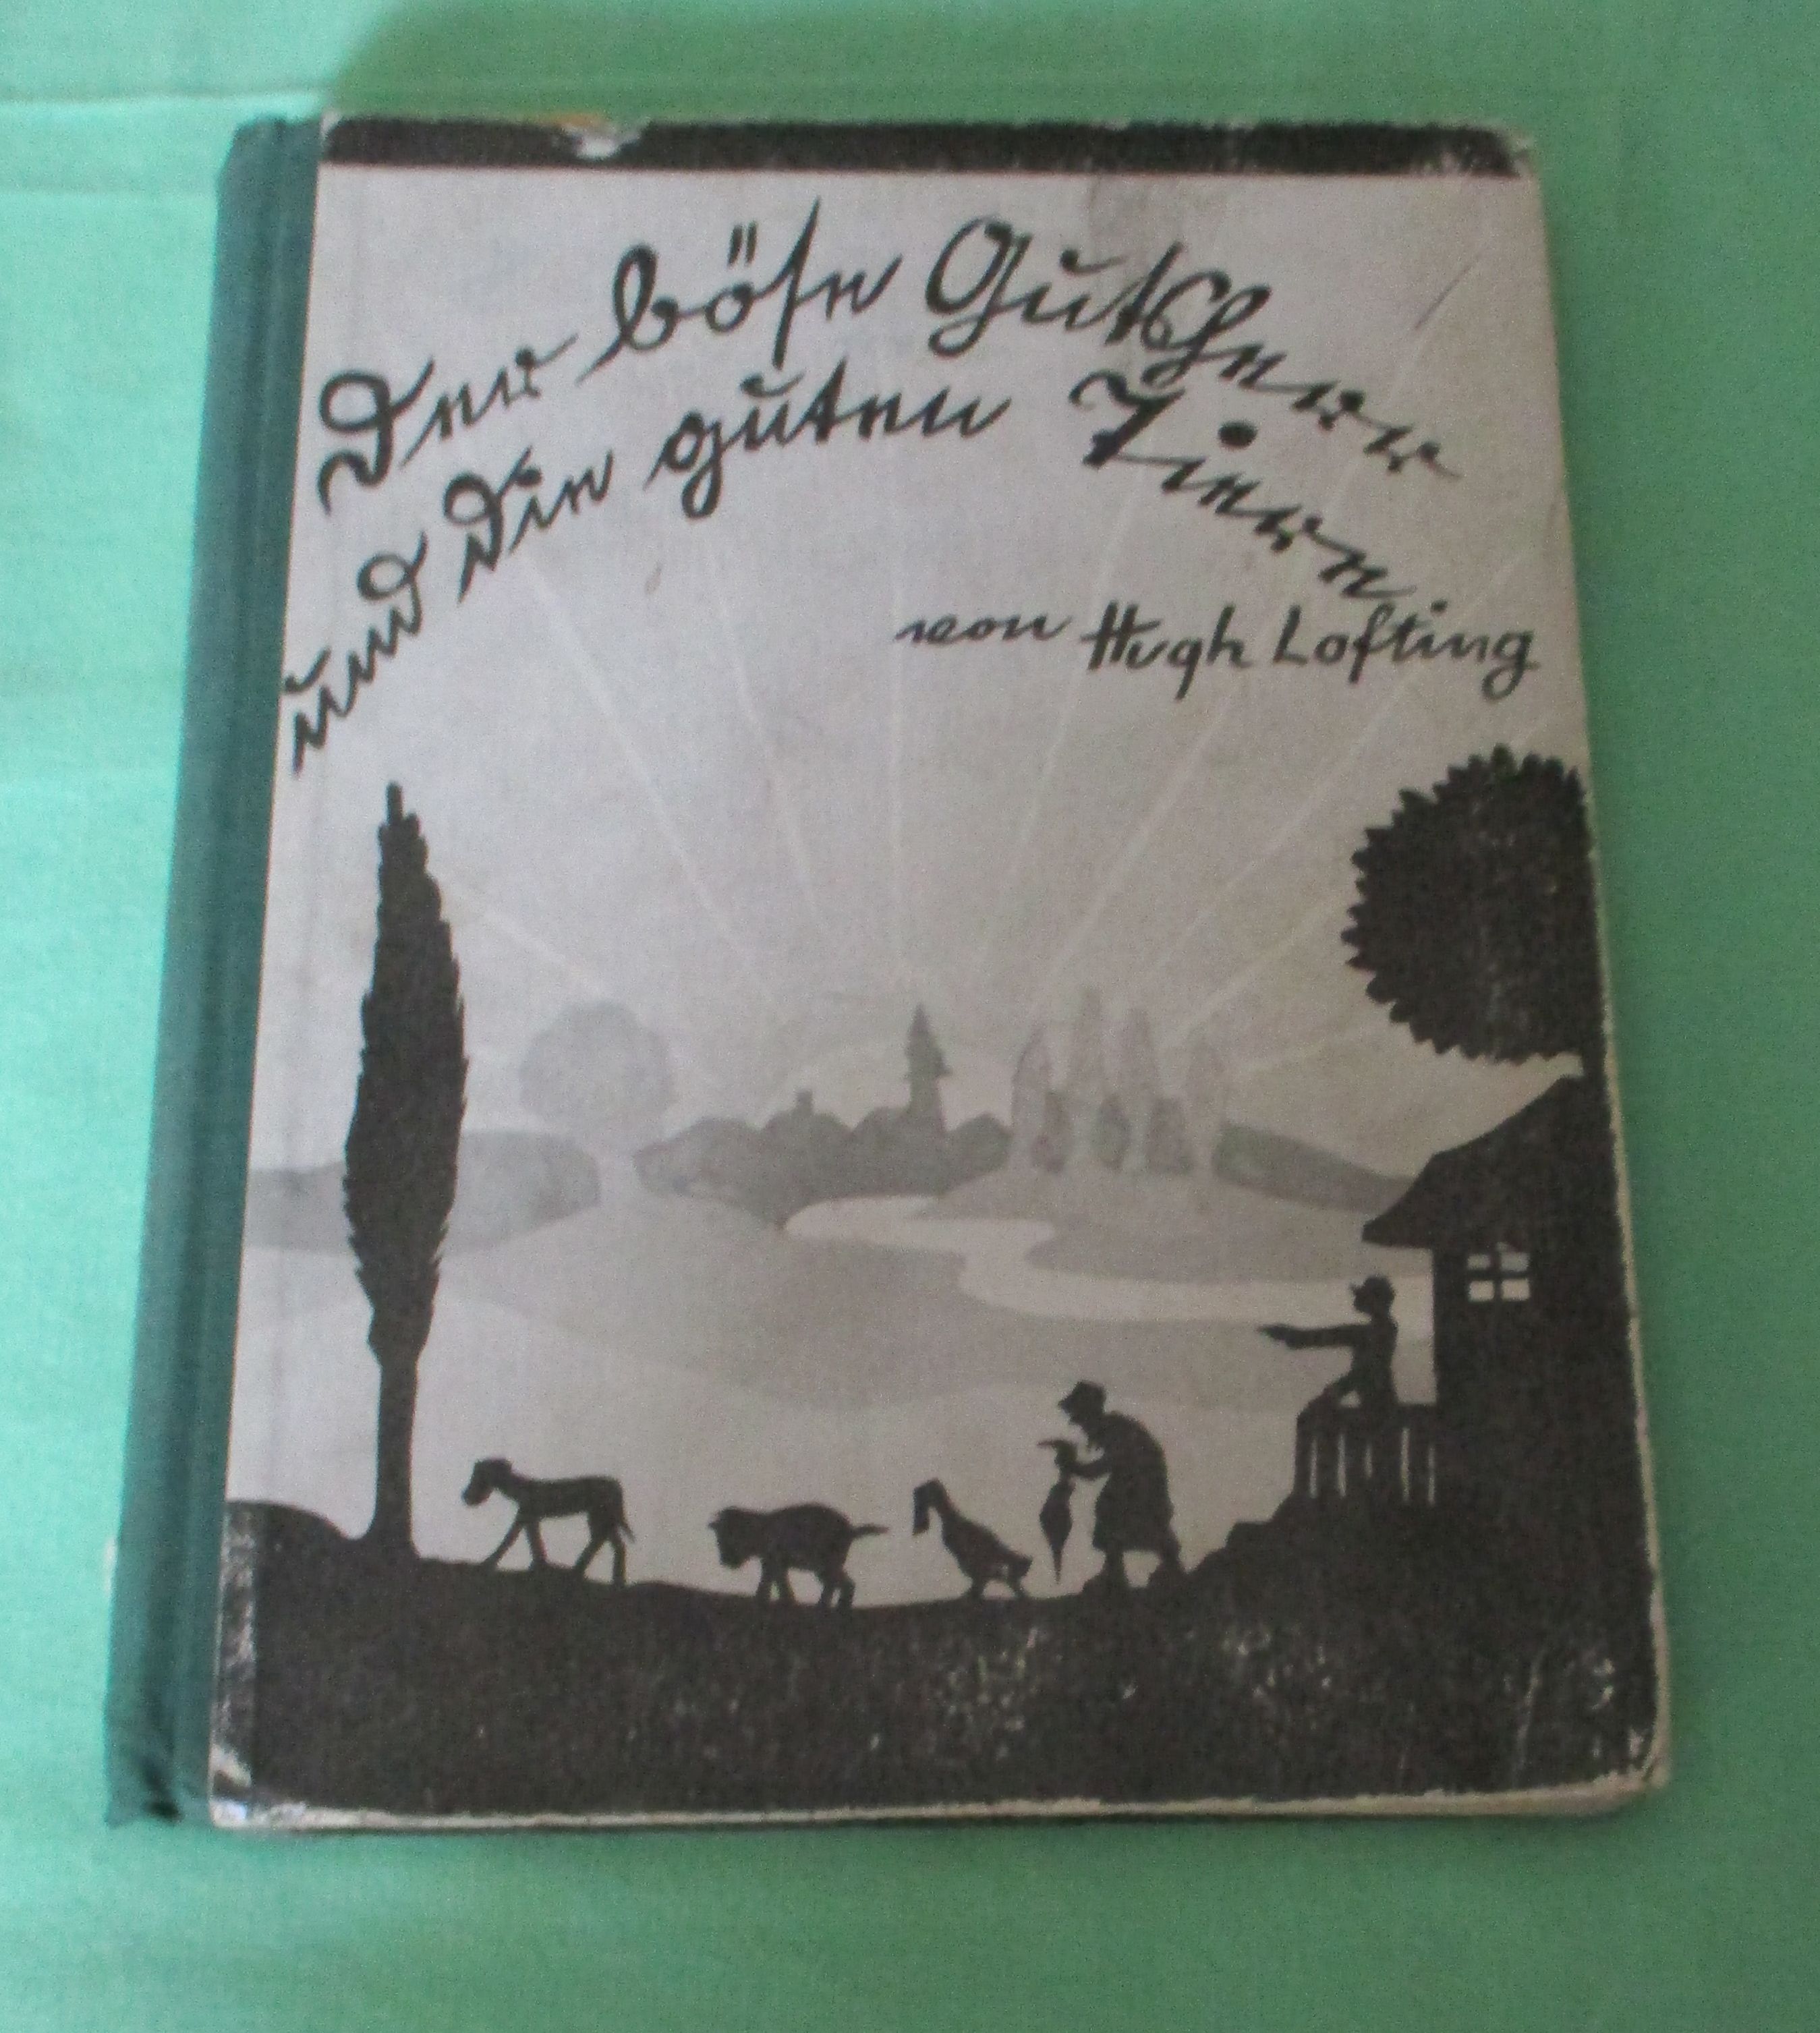 Der böse Gutsherr
und die guten Tiere
von Hugh Lofting